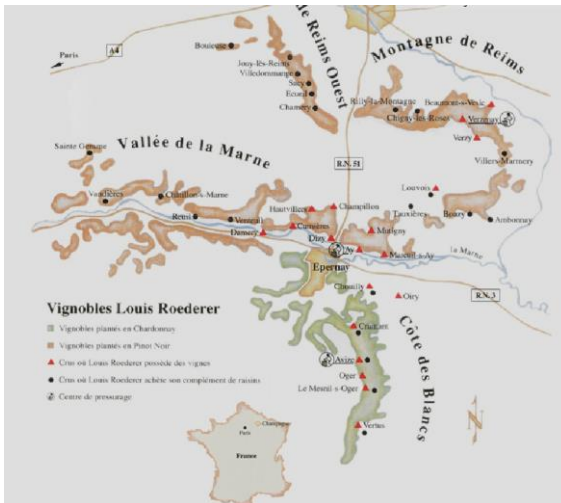 de Reims Ouest
Montagne de Reims
A4
Paris
Bouleuse
Jouy-lès-Reims
Villedommange
Sacy
Ecueil
Chamery
Rilly-la-Montagne
Chigny-les-Roses
Beaumont-s-Vesle
Verzenay
Verzy
Villers-Marmery
Vallée de la Marne
Sainte Gemme
R.N. 51
Louvois
Vandières
Châtillon-s-Marne
Hautvillers
Champillon
Tauxières
Bouzy
Ambonnay
Reuil
Venteuil
Cumières
Mutigny
Damery
Dizy
Ay
Mareuil-s-Ay
la Marne
Epernay
Chouilly
Oiry
R.N.3
Vignobles Louis Roederer
Vignobles plantés en Chardonnay
Vignobles plantés en Pinot Noir
Crus où Louis Roederer possède des vignes
Crus où Louis Roederer achète son complément de raisins
Centre de pressurage
Cramant
Avize
Oger
Le Mesnil-s-Oger
Vertus
Côte des Blancs
Paris
Champagne
France
N